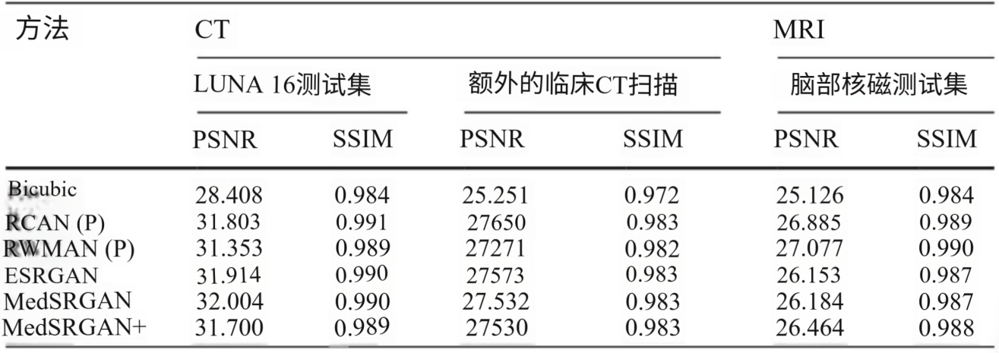 方法 CT MRI
LUNA 16测试集 额外的临床CT扫描 脑部核磁测试集
PSNR SSIM PSNR SSIM PSNR SSIM
Bicubic 28.408 0.984 25.251 0.972 25.126 0.984
RCAN (P) 31.803 0.991 27650 0.983 26.885 0.989
RWMAN (P) 31.353 0.989 27271 0.982 27.077 0.990
ESRGAN 31.914 0.990 27573 0.983 26.153 0.987
MedSRGAN 32.004 0.990 27.532 0.983 26.184 0.987
MedSRGAN+ 31.700 0.989 27530 0.983 26.464 0.988